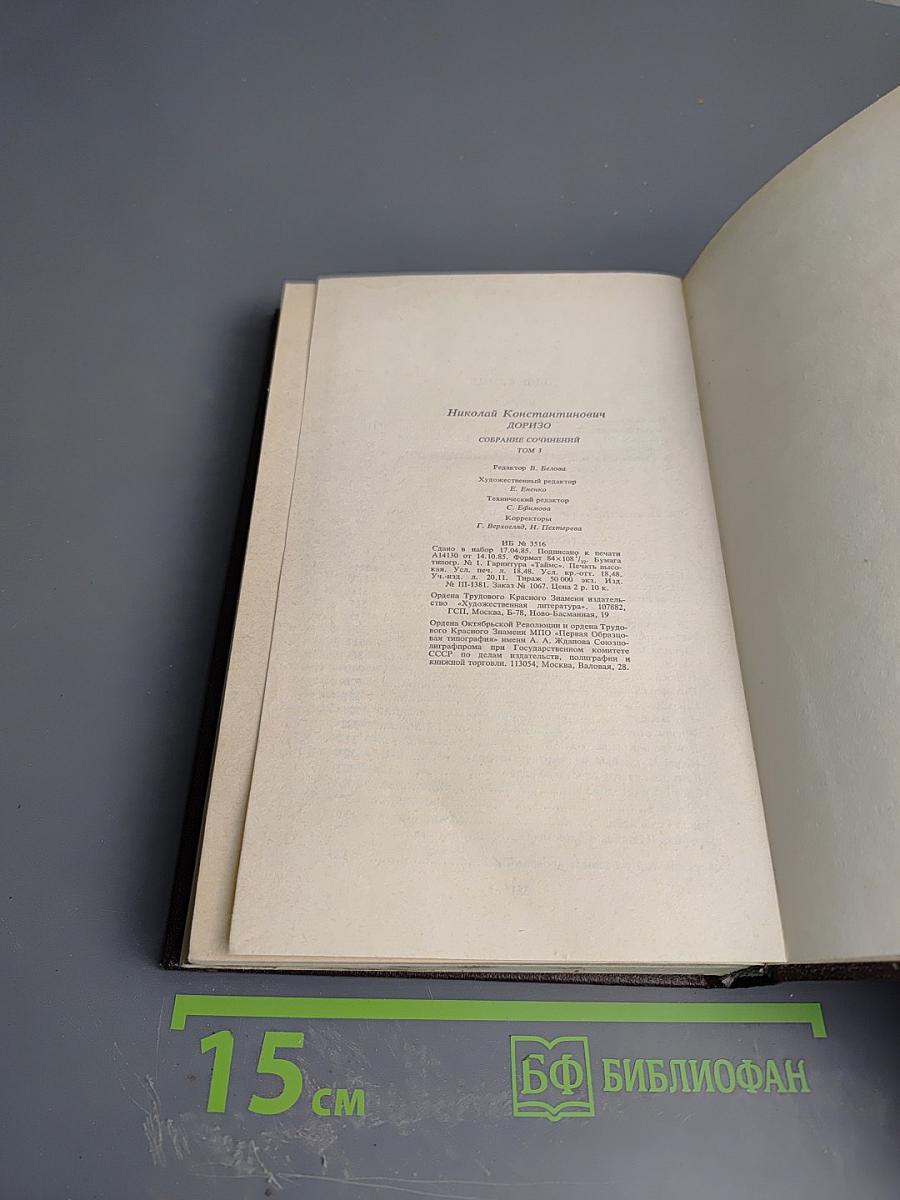 Николай Константинович
ДОРИЗО
СОБРАНИЕ СОЧИНЕНИЙ
ТОМ 3
Редактор В. Белова
Художественный редактор
Е. Ененко
Технический редактор
С. Ефимова
Корректоры
Г. Верхогляд, Н. Пехтерева
ИБ № 3516
Сдано в набор 17.04.85. Подписано к печати
А14130 от 14.10.85. Формат 84×108 1/32. Бумага
типогр. № 1. Гарнитура «Таймс». Печать высо-
кая. Усл. печ. л. 18,48. Усл. кр.-отт. 18,48.
Уч.-изд. л. 20,11. Тираж 50 000 экз. Изд.
№ III-1381. Заказ № 1067. Цена 2 р. 10 к.
Ордена Трудового Красного Знамени издатель-
ство «Художественная литература». 107882,
ГСП, Москва, Б-78, Ново-Басманная, 19
Ордена Октябрьской Революции и ордена Трудо-
вого Красного Знамени МПО «Первая Образцо-
вая типография» имени А. А. Жданова Союзпо-
лиграфпрома при Государственном комитете
СССР по делам издательств, полиграфии и
книжной торговли. 113054, Москва, Валовая, 28.
15 см
БФ БИБЛИОФАН